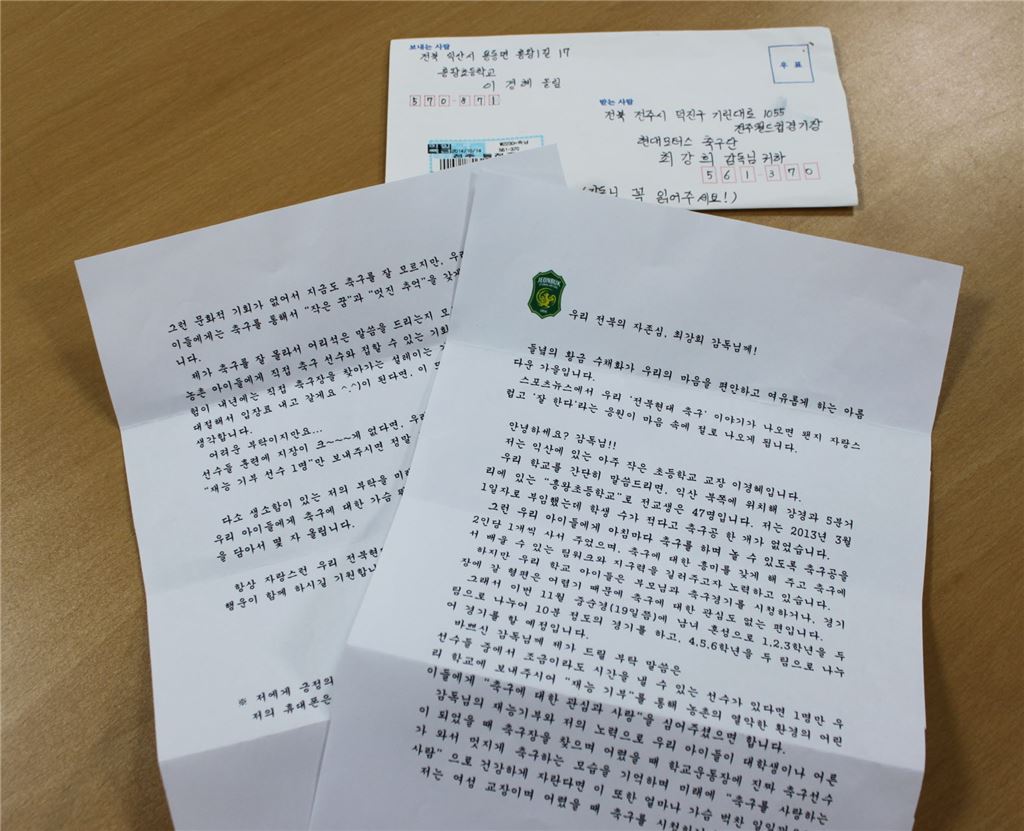 보내는 사람
전북 익산시 용동면 흥왕1길 17
흥왕초등학교
이 경혜 올림
570-971
우 표
받는 사람
전북 전주시 덕진구 기린대로 1055
전주월드컵경기장
현대모터스 축구단
최 강희 감독님 귀하
561-370
꼭 읽어주세요!)
JEONBUK
우리 전북의 자존심, 최강희 감독님께!
들녘의 황금 수채화가 우리의 마음을 편안하고 여유롭게 하는 아름
다운 가을입니다.
스포츠뉴스에서 우리 '전북현대 축구' 이야기가 나오면 왠지 자랑스
럽고 '잘 한다'라는 응원이 마음 속에 절로 나오게 됩니다.
안녕하세요? 감독님!!
저는 익산에 있는 아주 작은 초등학교 교장 이경혜입니다.
우리 학교를 간단히 말씀드리면, 익산 북쪽에 위치해 강경과 5분거
리에 있는 "흥왕초등학교"로 전교생은 47명입니다. 저는 2013년 3월
1일자로 부임했는데 학생 수가 적다고 축구공 한 개가 없었습니다.
그런 우리 아이들에게 아침마다 축구를 하며 놀 수 있도록 축구공을
2인당 1개씩 사서 주었으며, 축구에 대한 흥미를 갖게 해 주고 축구에
서 배울 수 있는 팀워크와 지구력을 길러주고자 노력하고 있습니다.
하지만 우리 학교 아이들은 부모님과 축구경기를 시청하거나, 경기
장에 갈 형편은 어렵기 때문에 축구에 대한 관심도 없는 편입니다.
그래서 이번 11월 중순경(19일쯤)에 남녀 혼성으로 1,2,3학년을 두
팀으로 나누어 10분 정도의 경기를 하고, 4,5,6학년을 두 팀으로 나누
어 경기를 할 예정입니다.
바쁘신 감독님께 제가 드릴 부탁 말씀은
선수들 중에서 조금이라도 시간을 낼 수 있는 선수가 있다면 1명만 우
리 학교에 보내주시어 "재능 기부"를 통해 농촌의 열악한 환경의 어린
이들에게 "축구에 대한 관심과 사랑"을 심어주셨으면 합니다.
감독님의 재능기부와 저의 노력으로 우리 아이들이 대학생이나 어른
이 되었을 때 축구장을 찾으며 어렸을 때 학교운동장에 진짜 축구선수
가 와서 멋지게 축구하는 모습을 기억하며 미래에 "축구를 사랑하는
사람" 으로 건강하게 자란다면 이 또한 얼마나 가슴 벅찬
저는 여성 교장이며 어렸을 때 축구를
그런 문화적 기회가 없어서 지금도 축구를 잘 모르지만, 우리
이들에게는 축구를 통해서 "작은 꿈"과 "멋진 추억"을 갖게
니다.
제가 축구를 잘 몰라서 어리석은 말씀을 드리는지
농촌 아이들에게 직접 축구 선수와 접할 수 있는 기회
험이 내년에는 직접 축구장을 찾아가는 설레이는
대절해서 입장료 내고 갈게요 ^.^)이 된다면, 이
생각합니다.
어려운 부탁이지만요...
선수들 훈련에 지장이 크~~~게 없다면,
"재능 기부 선수 1명"만 보내주시면 정말
다소 생소함이 있는 저의 부탁을
우리 아이들에게 축구에 대한 가슴
을 담아서 몇 자 올립니다.
항상 자랑스런 우리 전북현대
행운이 함께 하시길 기원합니
※ 저에게 긍정의
저의 휴대폰은